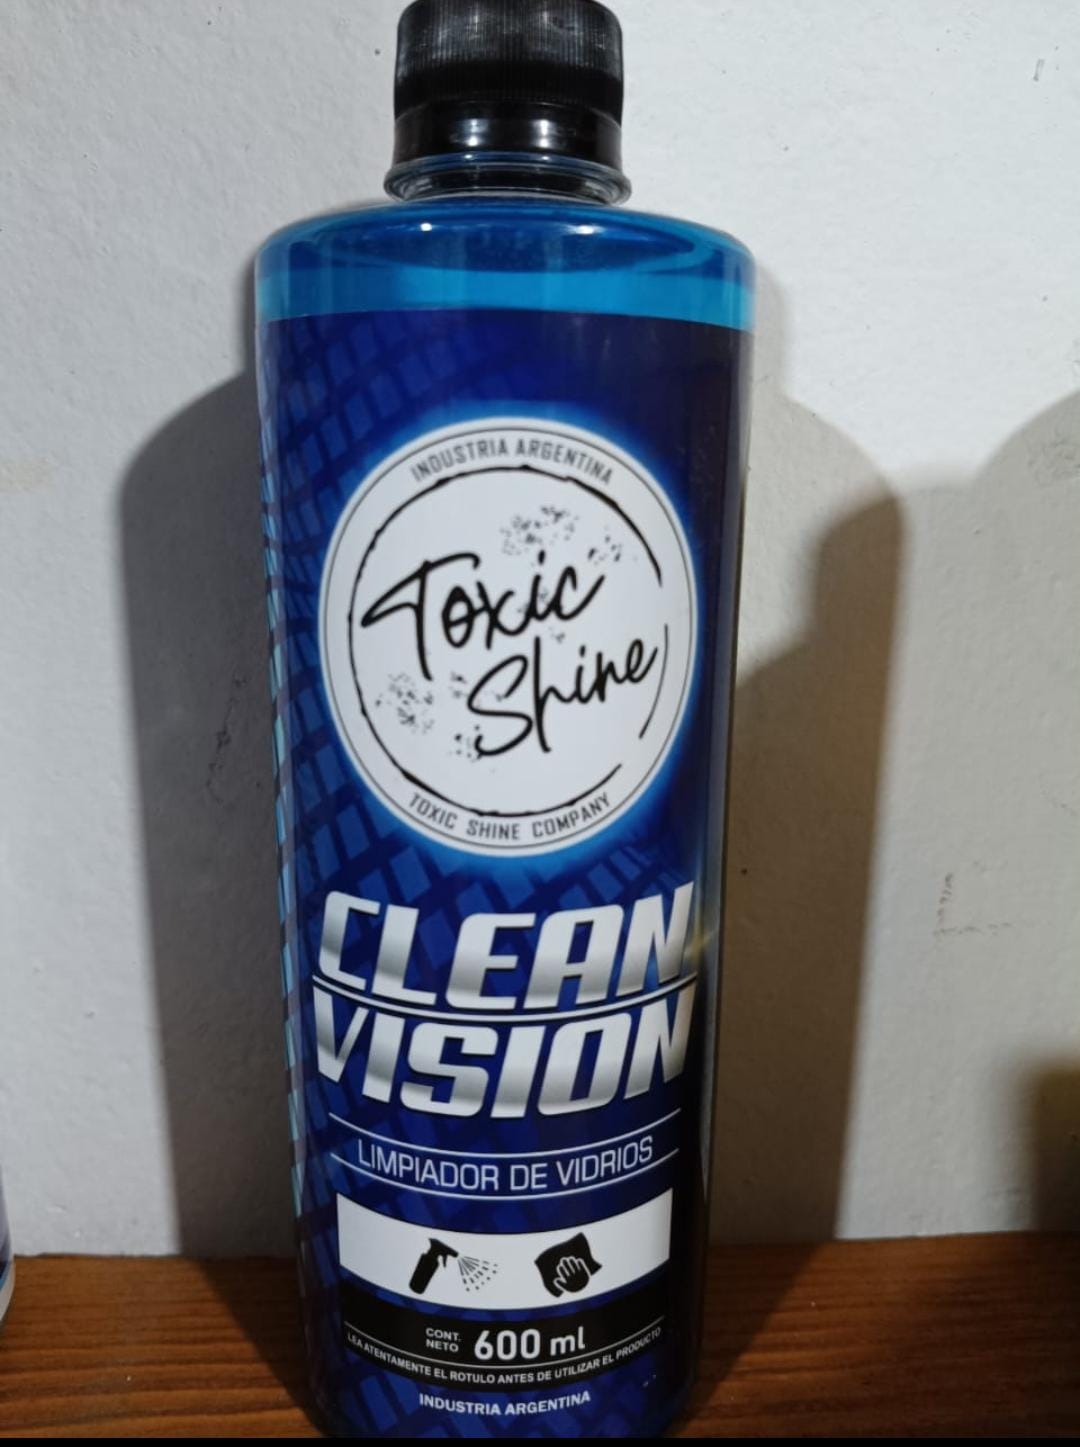 INDUSTRIA ARGENTINA
Toxic
Shine
TOXIC SHINE COMPANY
CLEAN
VISION
LIMPIADOR DE VIDRIOS
CONT.
NETO 600 ml
LEA ATENTAMENTE EL ROTULO ANTES DE UTILIZAR EL PRODUCTO
INDUSTRIA ARGENTINA